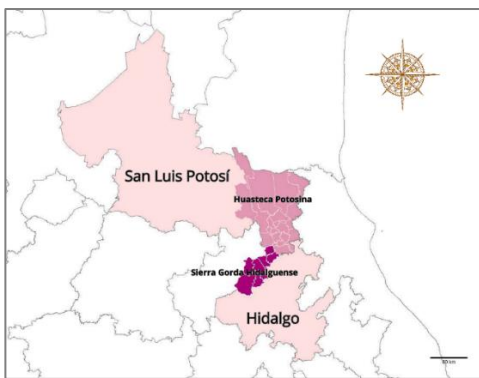 San Luis Potosí
Huasteca Potosina
Sierra Gorda Hidalguense
Hidalgo